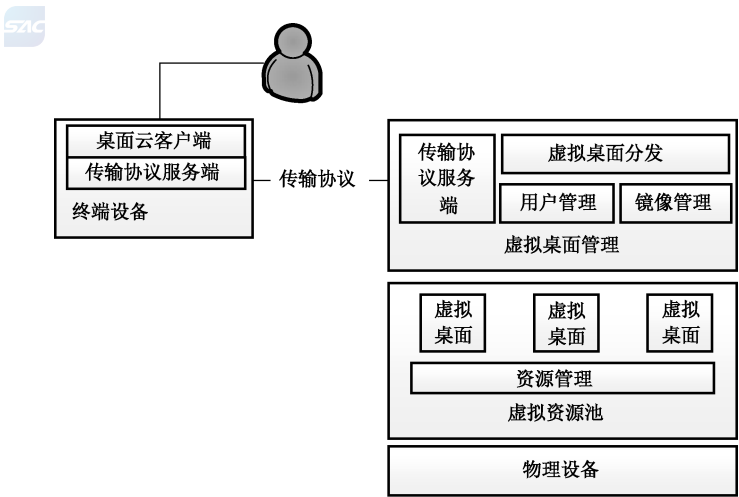 SAC
桌面云客户端
传输协议服务端
终端设备
传输协议
传输协
议服务
端
虚拟桌面分发
用户管理
镜像管理
虚拟桌面管理
虚拟
桌面
虚拟
桌面
虚拟
桌面
资源管理
虚拟资源池
物理设备